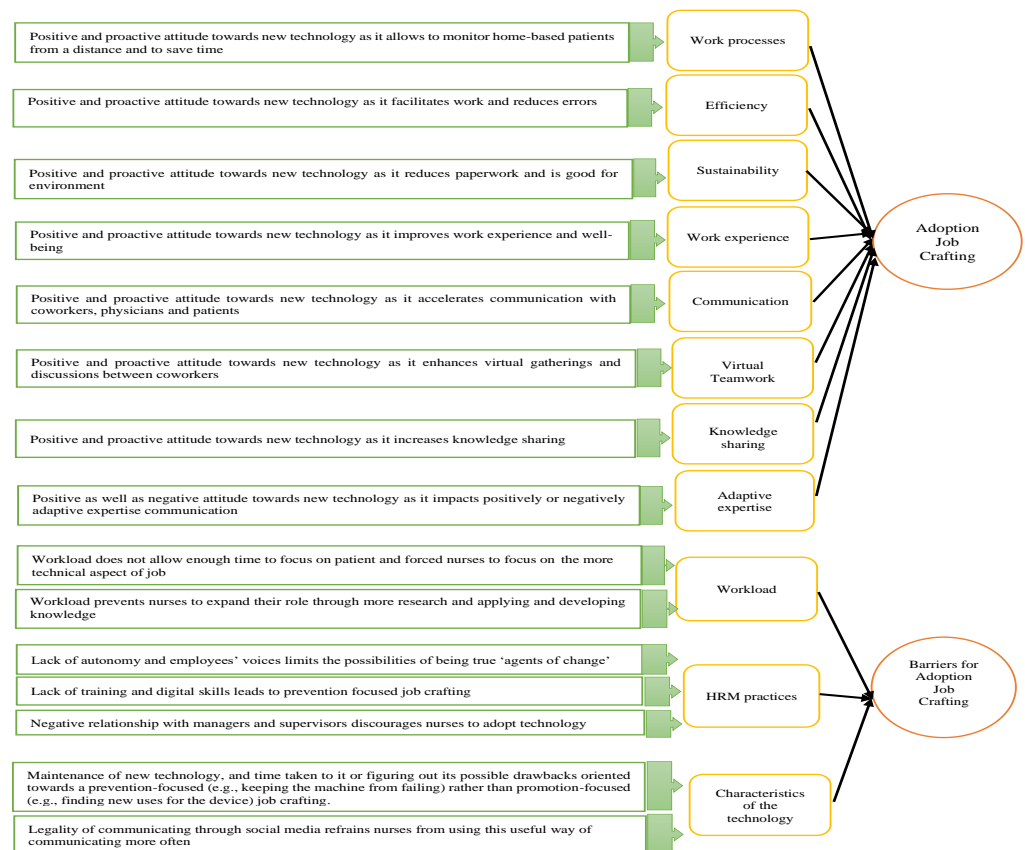 Positive and proactive attitude towards new technology as it allows to monitor home-based patients
from a distance and to save time
Work processes
Positive and proactive attitude towards new technology as it facilitates work and reduces errors
Efficiency
Positive and proactive attitude towards new technology as it reduces paperwork and is good for
environment
Sustainability
Positive and proactive attitude towards new technology as it improves work experience and well-
being
Work experience
Adoption
Job
Crafting
Positive and proactive attitude towards new technology as it accelerates communication with
coworkers, physicians and patients
Communication
Positive and proactive attitude towards new technology as it enhances virtual gatherings and
discussions between coworkers
Virtual
Teamwork
Positive and proactive attitude towards new technology as it increases knowledge sharing
Knowledge
sharing
Positive as well as negative attitude towards new technology as it impacts positively or negatively
adaptive expertise communication
Adaptive
expertise
Workload does not allow enough time to focus on patient and forced nurses to focus on the more
technical aspect of job
Workload prevents nurses to expand their role through more research and applying and developing
knowledge
Workload
Lack of autonomy and employees' voices limits the possibilities of being true 'agents of change'
Lack of training and digital skills leads to prevention focused job crafting
Negative relationship with managers and supervisors discourages nurses to adopt technology
HRM practices
Barriers for
Adoption
Job
Crafting
Maintenance of new technology, and time taken to it or figuring out its possible drawbacks oriented
towards a prevention-focused (e.g., keeping the machine from failing) rather than promotion-focused
(e.g., finding new uses for the device) job crafting.
Legality of communicating through social media refrains nurses from using this useful way of
communicating more often
Characteristics
of the
technology